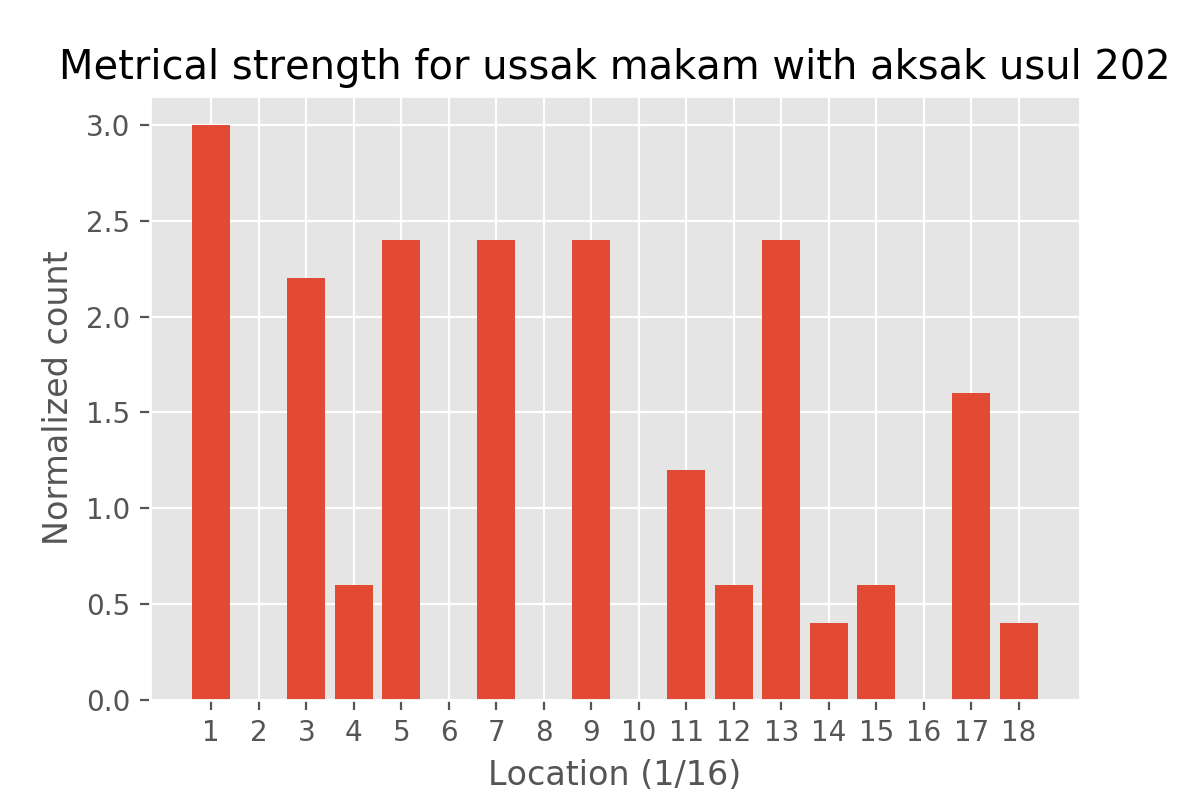 Metrical strength for ussak makam with aksak usul 202
3.0
2.5
2.0
1.5
1.0
0.5
0.0
Normalized count
1 2 3 4 5 6 7 8 9 10 11 12 13 14 15 16 17 18
Location (1/16)